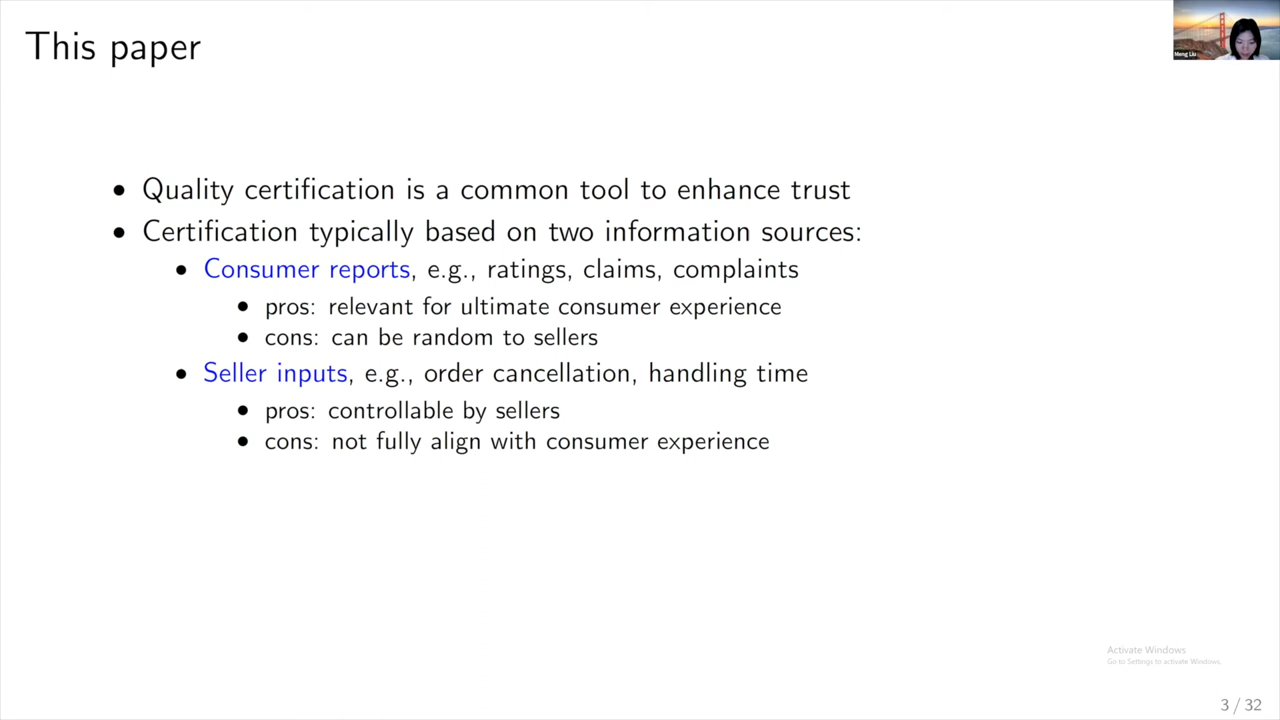 This paper
Meng Liu
• Quality certification is a common tool to enhance trust
• Certification typically based on two information sources:
• Consumer reports, e.g., ratings, claims, complaints
• pros: relevant for ultimate consumer experience
• cons: can be random to sellers
• Seller inputs, e.g., order cancellation, handling time
• pros: controllable by sellers
• cons: not fully align with consumer experience
Activate Windows
Go to Settings to activate Windows.
3 / 32